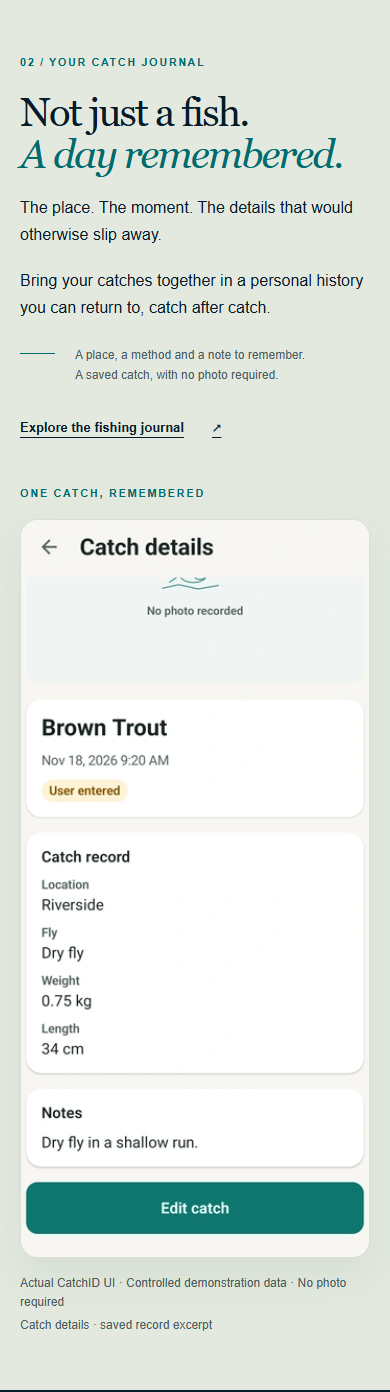 02 / YOUR CATCH JOURNAL
Not just a fish.
A day remembered.
The place. The moment. The details that would
otherwise slip away.
Bring your catches together in a personal history
you can return to, catch after catch.
A place, a method and a note to remember.
A saved catch, with no photo required.
Explore the fishing journal ↗
ONE CATCH, REMEMBERED
← Catch details
No photo recorded
Brown Trout
Nov 18, 2026 9:20 AM
User entered
Catch record
Location
Riverside
Fly
Dry fly
Weight
0.75 kg
Length
34 cm
Notes
Dry fly in a shallow run.
Edit catch
Actual CatchID UI · Controlled demonstration data · No photo
required
Catch details · saved record excerpt